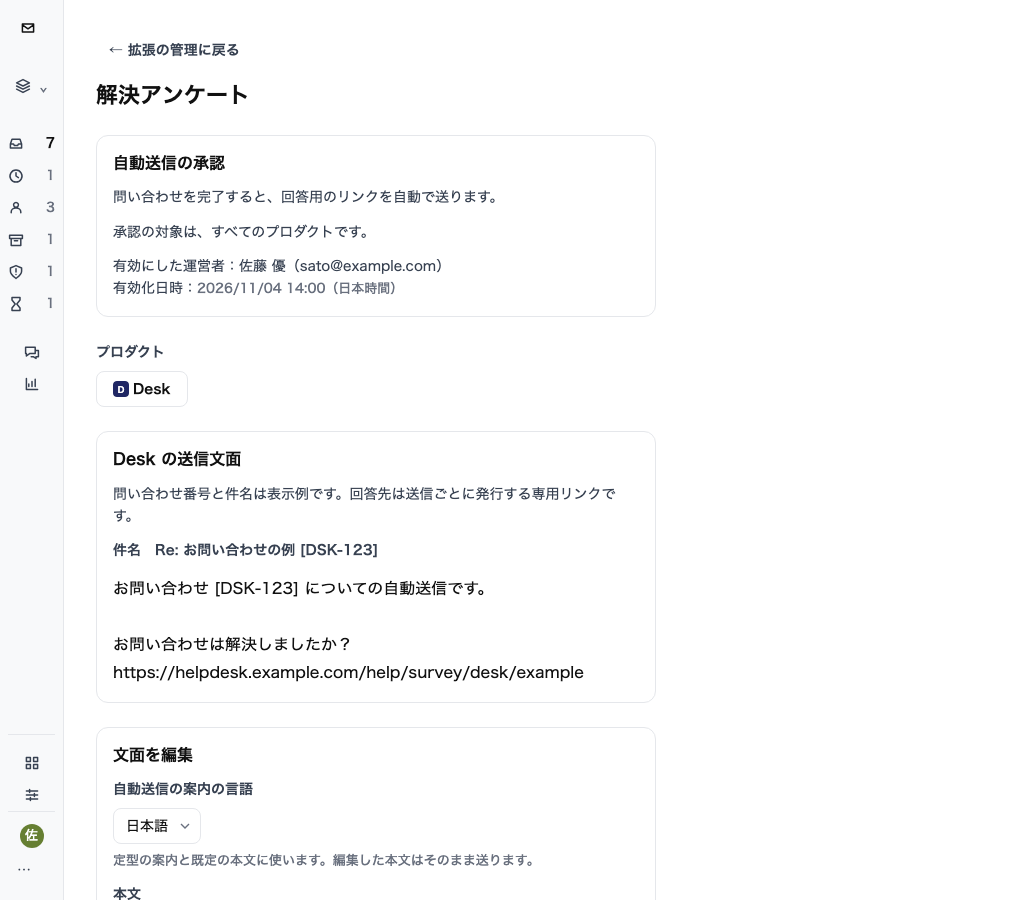 7
1
3
1
1
1
佐
…
← 拡張の管理に戻る
解決アンケート
自動送信の承認
問い合わせを完了すると、回答用のリンクを自動で送ります。
承認の対象は、すべてのプロダクトです。
有効にした運営者：佐藤 優（sato@example.com）
有効化日時：2026/11/04 14:00（日本時間）
プロダクト
D Desk
Desk の送信文面
問い合わせ番号と件名は表示例です。回答先は送信ごとに発行する専用リンクで
す。
件名 Re: お問い合わせの例 [DSK-123]
お問い合わせ [DSK-123] についての自動送信です。
お問い合わせは解決しましたか？
https://helpdesk.example.com/help/survey/desk/example
文面を編集
自動送信の案内の言語
日本語
定型の案内と既定の本文に使います。編集した本文はそのまま送ります。
本文